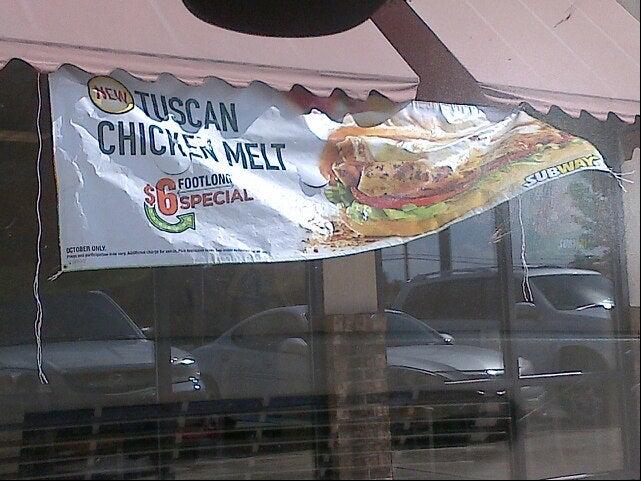 NEW
TUSCAN
CHICKEN MELT
$6 FOOTLONG
SPECIAL
SUBWAY
OCTOBER ONLY.